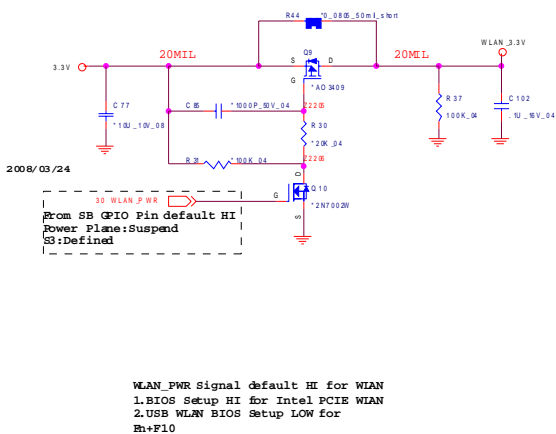 R44 *0_0805_50mil_short
20MIL
Q9
20MIL
WLAN_3.3V
3.3V
S D
G
*AO3409
C77
*10U_10V_08
C85 *1000P_50V_04
Z2205
R30
*20K_04
R37
100K_04
C102
.1U_16V_04
R31 *100K_04
Z2206
2008/03/24
D
30 WLAN_PWR
G
Q10
*2N7002W
S
From SB GPIO Pin default HI
Power Plane:Suspend
S3:Defined
WLAN_PWR Signal default HI for WIAN
1.BIOS Setup HI for Intel PCIE WLAN
2.USB WLAN BIOS Setup LOW for
Fn+F10